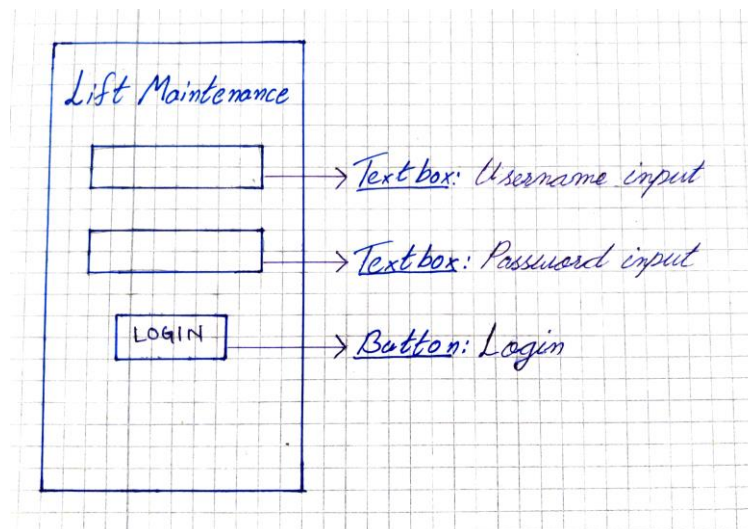 Lift Maintenance
Textbox: Username input
Textbox: Password input
LOGIN
Button: Login